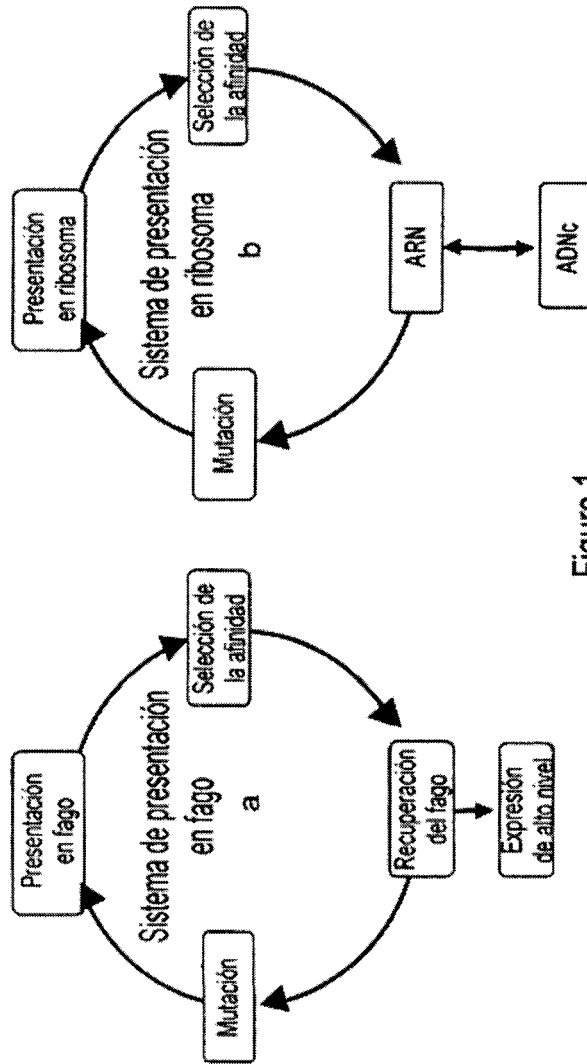 Presentación
en fago
Mutación
Sistema de presentación
en fago
a
Selección de
la afinidad
Recuperación
del fago
Expresión
de alto nivel
Presentación
en ribosoma
Mutación
Sistema de presentación
en ribosoma
b
Selección de
la afinidad
ARN
ADNc
Figure 1